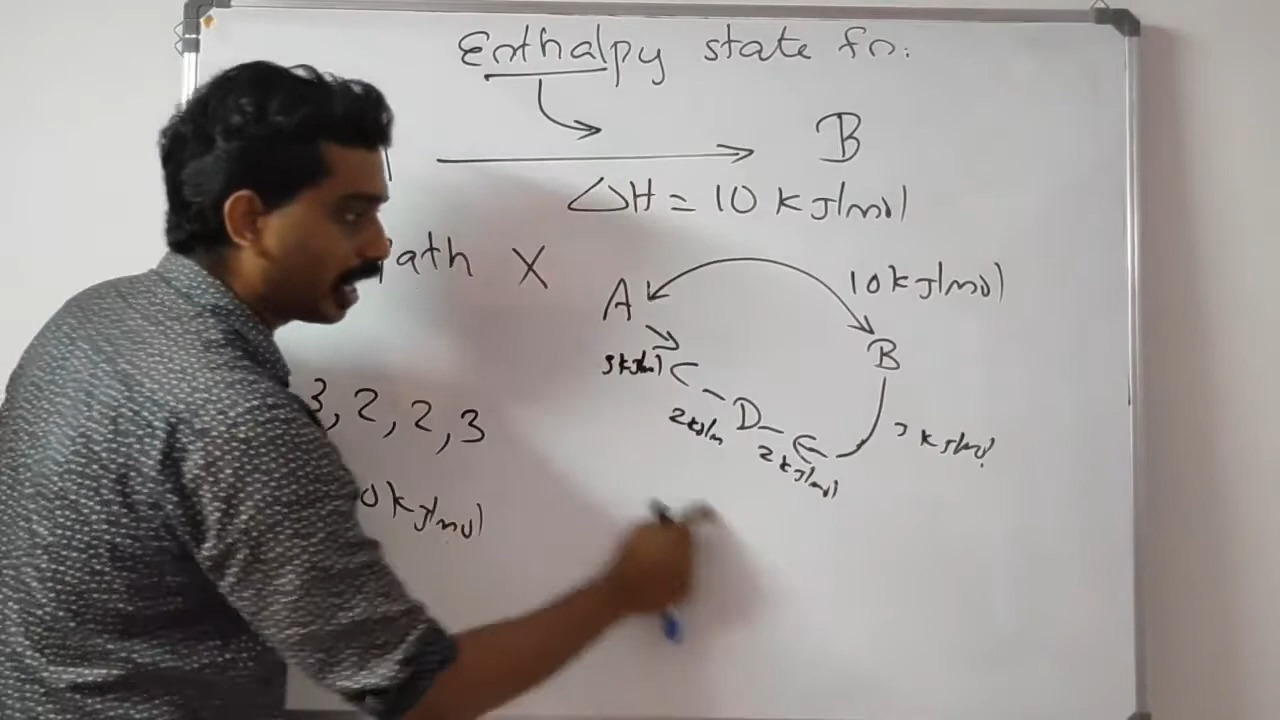 Enthalpy state fn.
B
ΔH = 10 kJ/mol
ath X
A
10 kJ/mol
B
3 kJ/mol
C
2 kJ/m
D
2 kJ/mol
E
3 kJ/mol
3, 2, 2, 3
0 kJ/mol